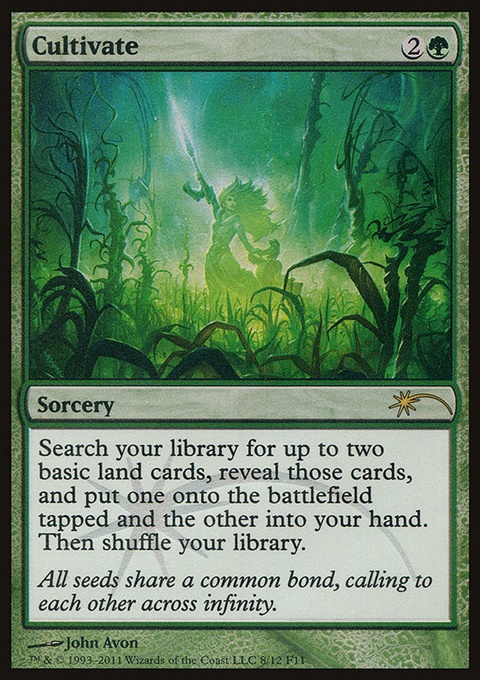 Cultivate 2
Sorcery
Search your library for up to two
basic land cards, reveal those cards,
and put one onto the battlefield
tapped and the other into your hand.
Then shuffle your library.
All seeds share a common bond, calling to
each other across infinity.
John Avon
™ & © 1993–2011 Wizards of the Coast LLC 8/12 F11